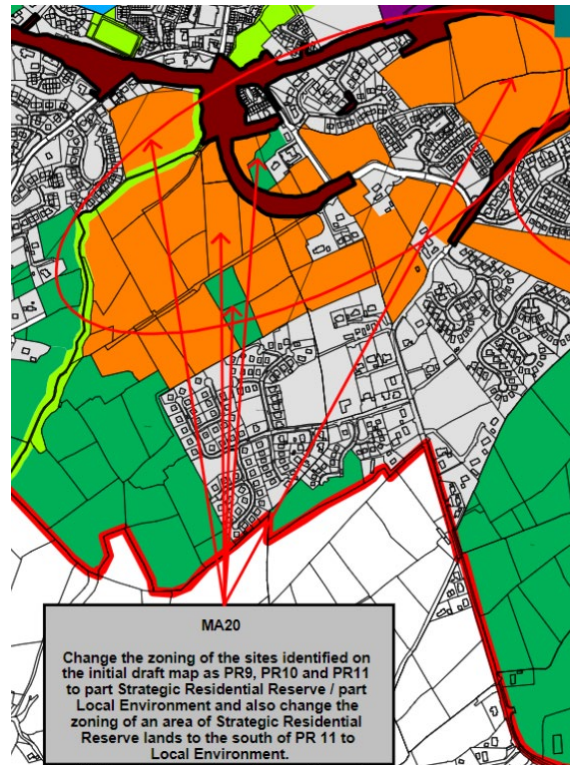 MA20
Change the zoning of the sites identified on
the initial draft map as PR9, PR10 and PR11
to part Strategic Residential Reserve / part
Local Environment and also change the
zoning of an area of Strategic Residential
Reserve lands to the south of PR 11 to
Local Environment.